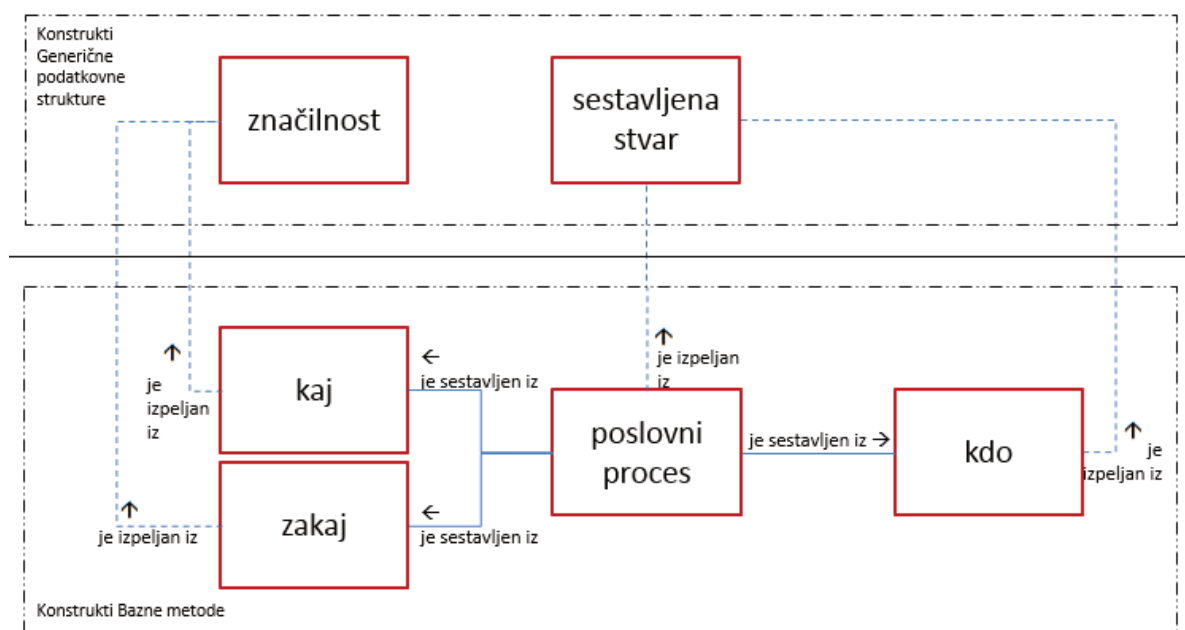 Konstrukti
Generične
podatkovne
strukture
značilnost
sestavljena
stvar
kaj
zakaj
poslovni
proces
kdo
↑
je
izpeljan
iz
↑
je izpeljan iz
←
je sestavljen iz
←
je sestavljen iz
↑
je izpeljan
iz
je sestavljen iz →
↑
je
izpeljan iz
Konstrukti Bazne metode